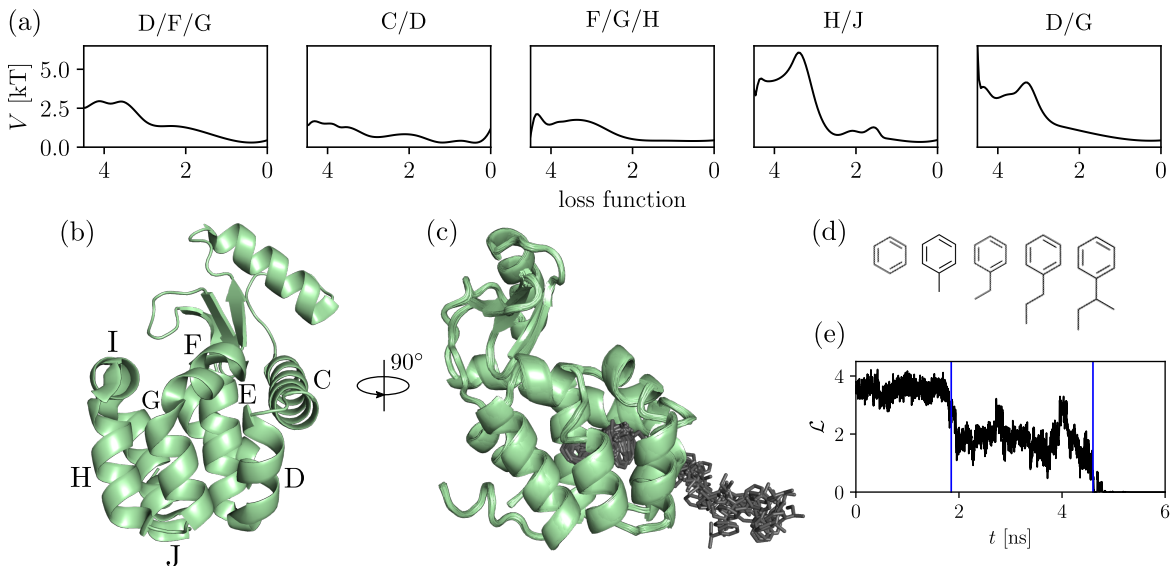 (a)
D/F/G
C/D
F/G/H
H/J
D/G
V [kT]
5.0
2.5
0.0
4 2 0
4 2 0
4 2 0
4 2 0
4 2 0
loss function
(b)
I
F
G
E
C
H
D
J
90°
(c)
(d)
(e)
ℒ
4
2
0
0 2 4 6
t [ns]